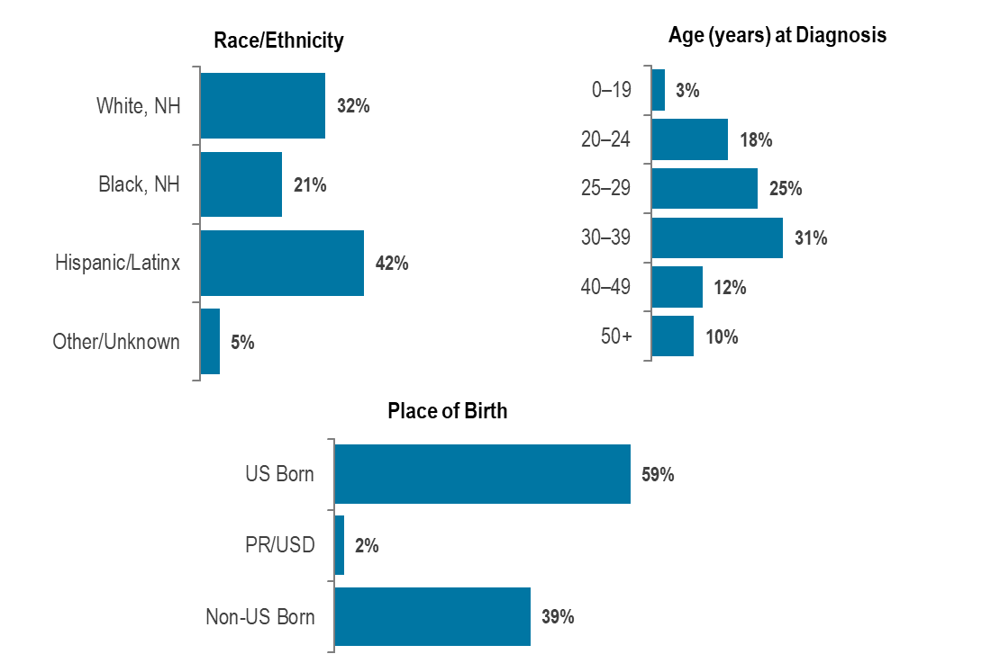 Race/Ethnicity
White, NH 32%
Black, NH 21%
Hispanic/Latinx 42%
Other/Unknown 5%
Age (years) at Diagnosis
0–19 3%
20–24 18%
25–29 25%
30–39 31%
40–49 12%
50+ 10%
Place of Birth
US Born 59%
PR/USD 2%
Non-US Born 39%